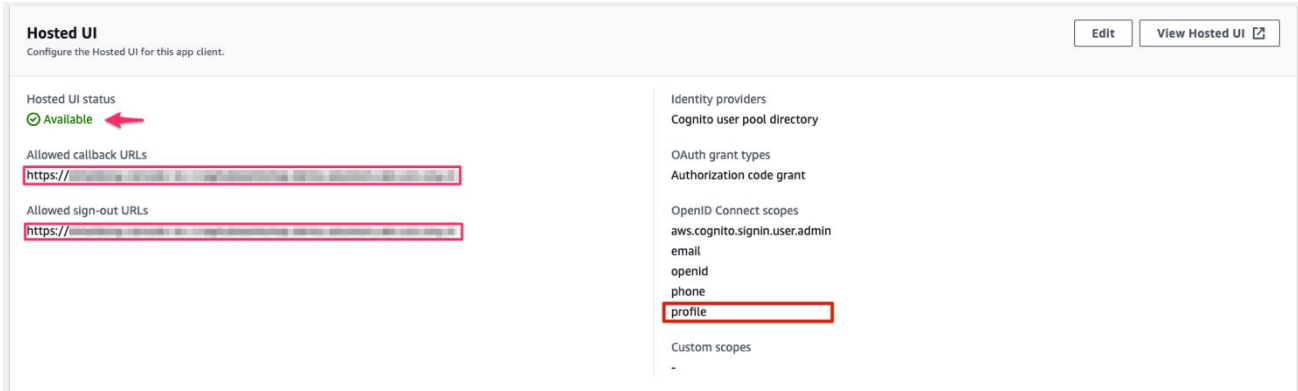 Hosted UI
Configure the Hosted UI for this app client.
Edit
View Hosted UI
Hosted UI status
Available
Allowed callback URLs
https://
Allowed sign-out URLs
https://
Identity providers
Cognito user pool directory
OAuth grant types
Authorization code grant
OpenID Connect scopes
aws.cognito.signin.user.admin
email
openid
phone
profile
Custom scopes
-